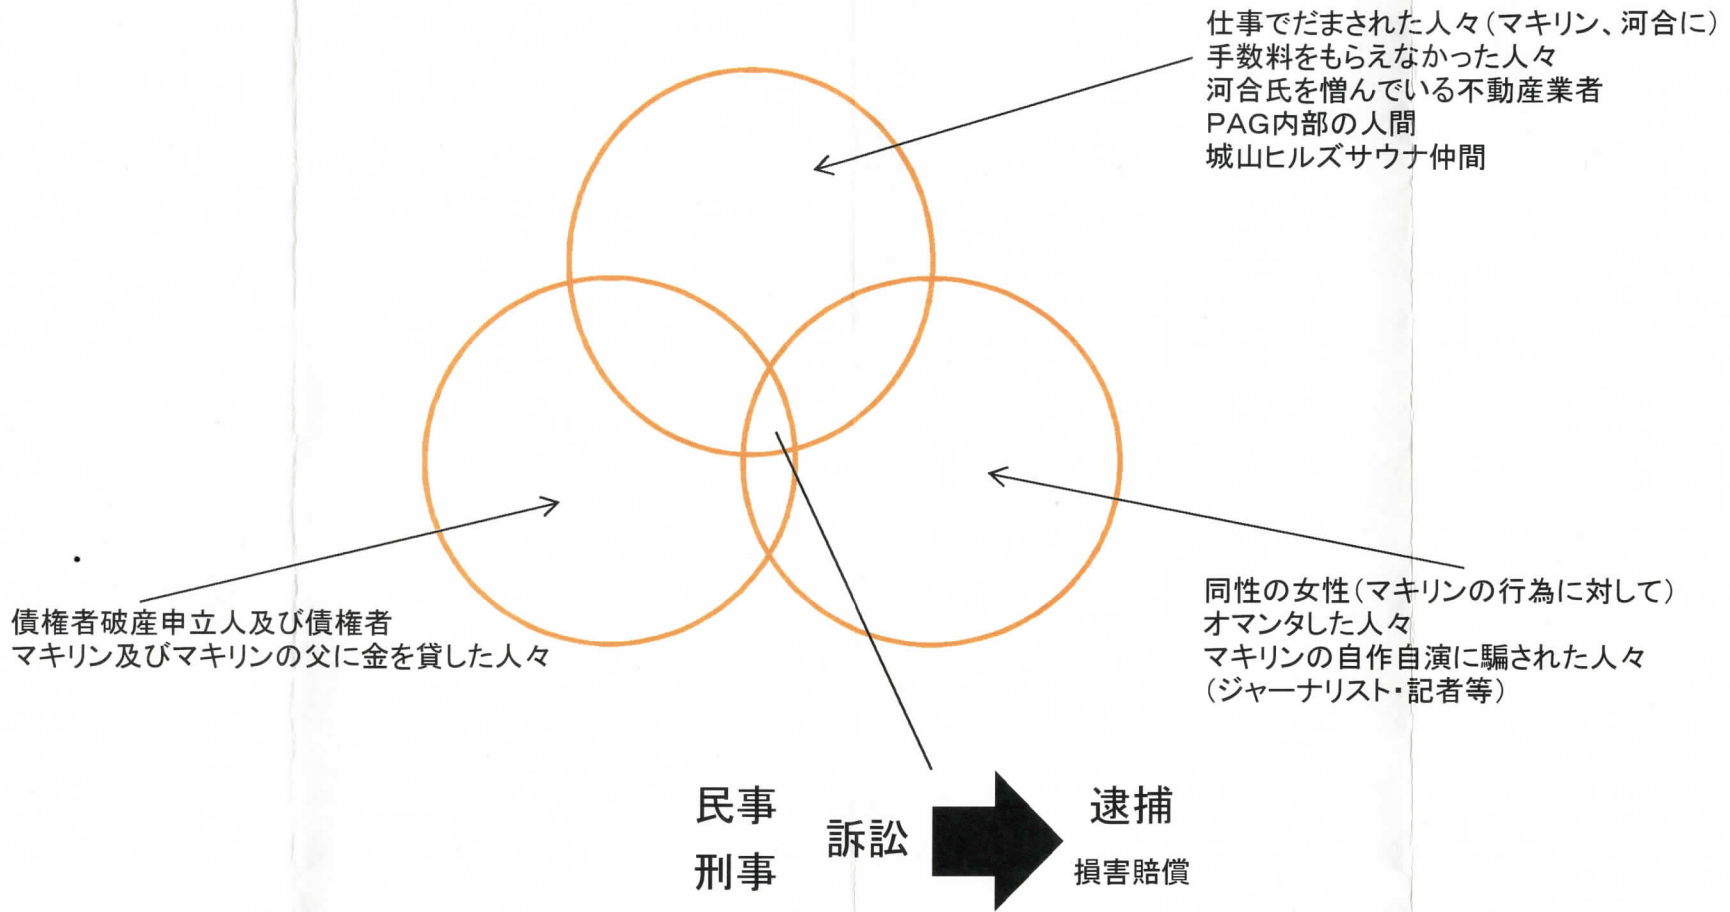 仕事でだまされた人々(マキリン、河合に)
手数料をもらえなかった人々
河合氏を憎んでいる不動産業者
PAG内部の人間
城山ヒルズサウナ仲間
債権者破産申立人及び債権者
マキリン及びマキリンの父に金を貸した人々
同性の女性(マキリンの行為に対して)
オマンタした人々
マキリンの自作自演に騙された人々
(ジャーナリスト・記者等)
民事
刑事
訴訟
逮捕
損害賠償